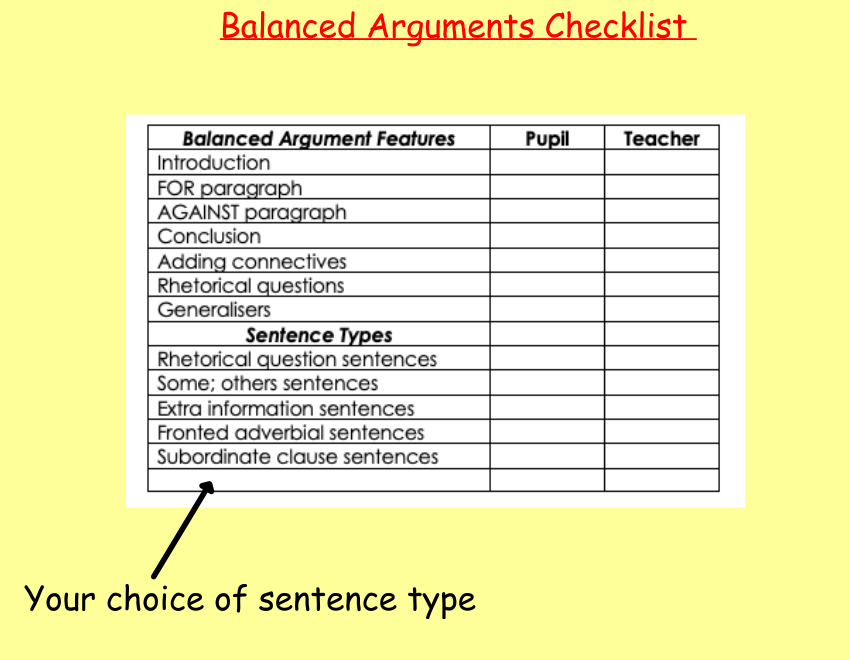 Balanced Arguments Checklist
Balanced Argument Features Pupil Teacher
Introduction
FOR paragraph
AGAINST paragraph
Conclusion
Adding connectives
Rhetorical questions
Generalisers
Sentence Types
Rhetorical question sentences
Some; others sentences
Extra information sentences
Fronted adverbial sentences
Subordinate clause sentences
Your choice of sentence type